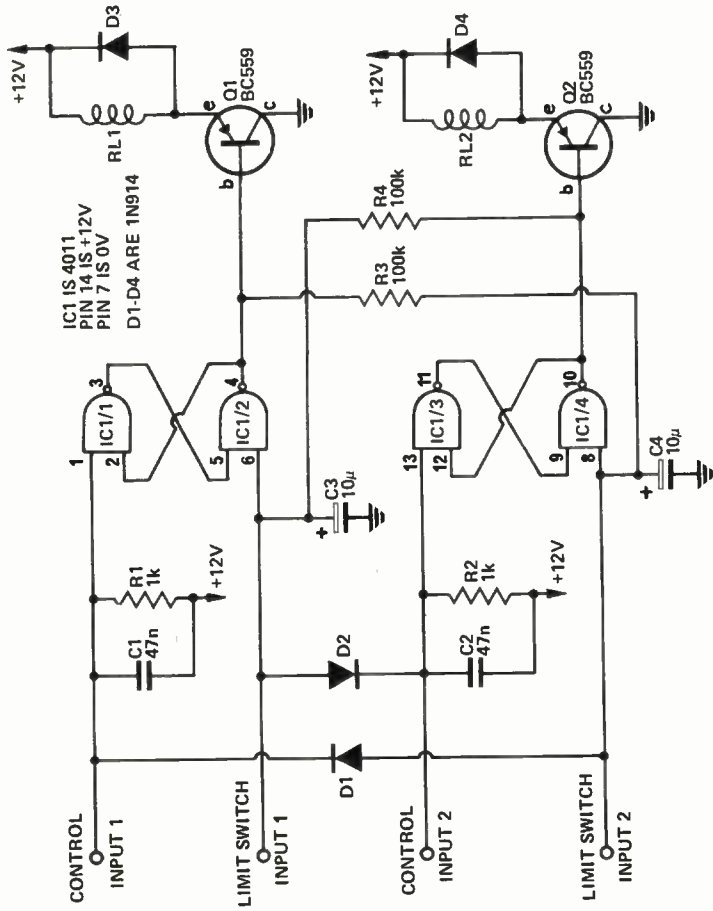 IC1 IS 4011
PIN 14 IS +12V
PIN 7 IS 0V
D1-D4 ARE 1N914
+12V
D3
RL1
e
Q1
BC559
b
c
+12V
D4
RL2
e
Q2
BC559
b
c
R4
100k
R3
100k
1
2
3
IC1/1
4
5
6
IC1/2
13
12
11
IC1/3
10
9
8
IC1/4
C1
47n
R1
1k
+12V
+
C3
10μ
D2
C2
47n
R2
1k
+12V
+
C4
10μ
D1
CONTROL
INPUT 1
LIMIT SWITCH
INPUT 1
CONTROL
INPUT 2
LIMIT SWITCH
INPUT 2